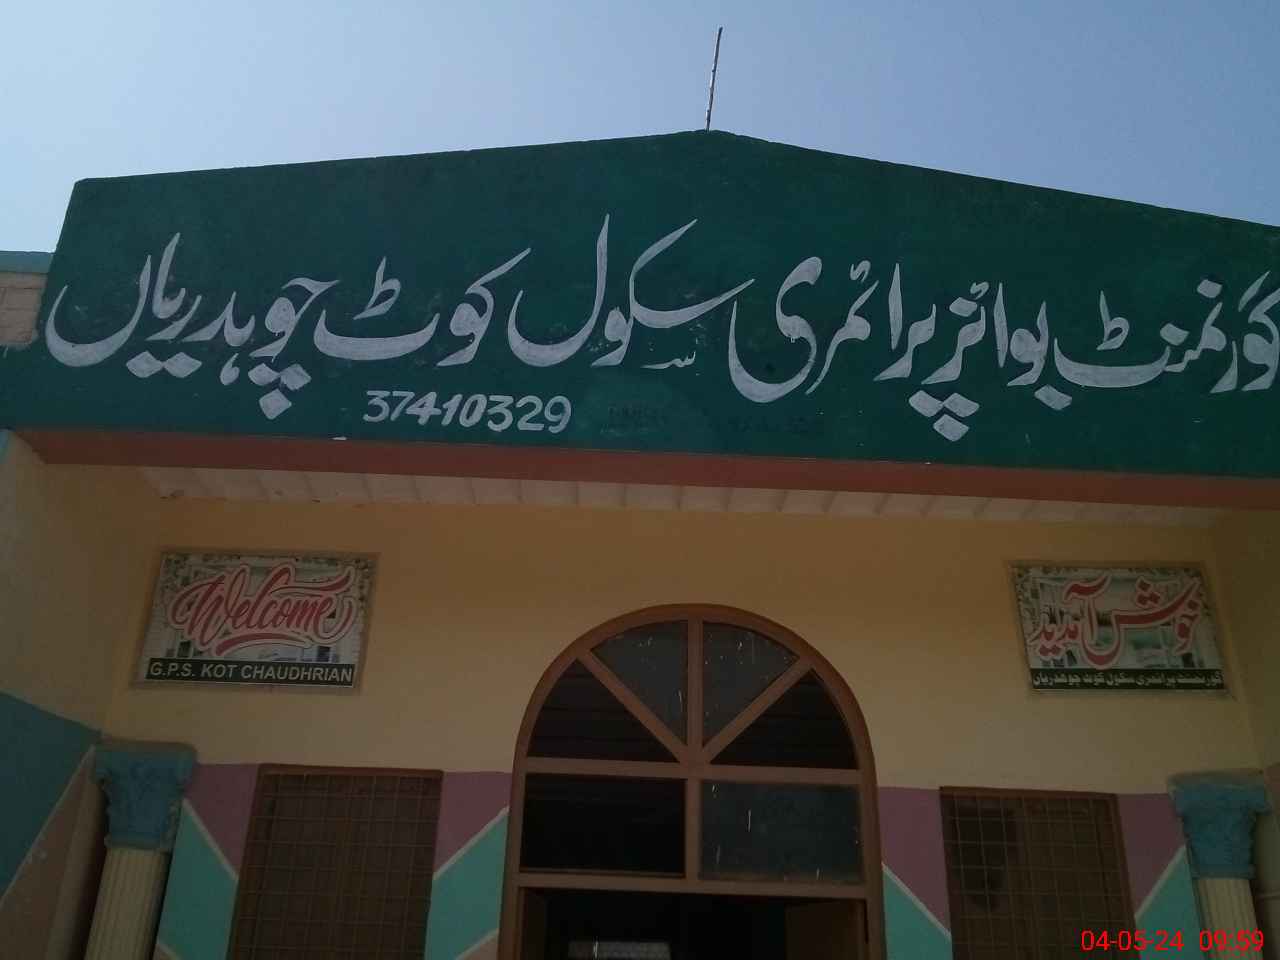 گورنمنٹ بوائز پرائمری سکول کوٹ چوہدریاں
37410329
Welcome
G.P.S. KOT CHAUDHRIAN
خوش آمدید
گورنمنٹ پرائمری سکول کوٹ چوھدریاں
04-05-24 09:59